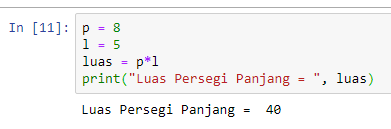 In [11]: p = 8
l = 5
luas = p*l
print("Luas Persegi Panjang = ", luas)
Luas Persegi Panjang =  40